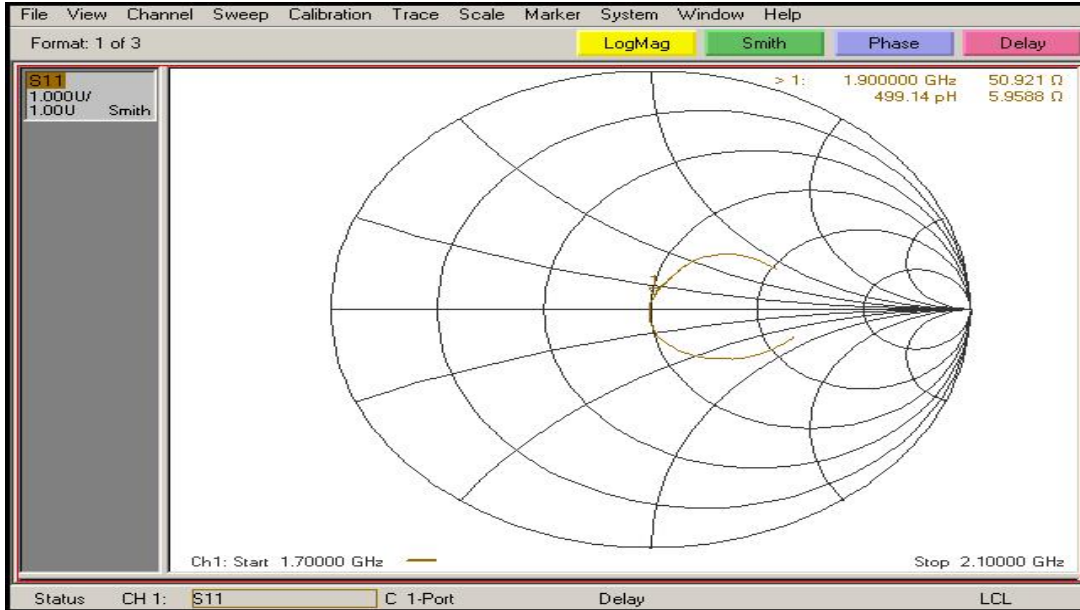 File View Channel Sweep Calibration Trace Scale Marker System Window Help
Format: 1 of 3 LogMag Smith Phase Delay
S11
1.000U/
1.00U Smith
> 1: 1.900000 GHz 50.921 Ω
499.14 pH 5.9588 Ω
1
Ch1: Start 1.70000 GHz Stop 2.10000 GHz
Status CH 1: S11 C 1-Port Delay LCL